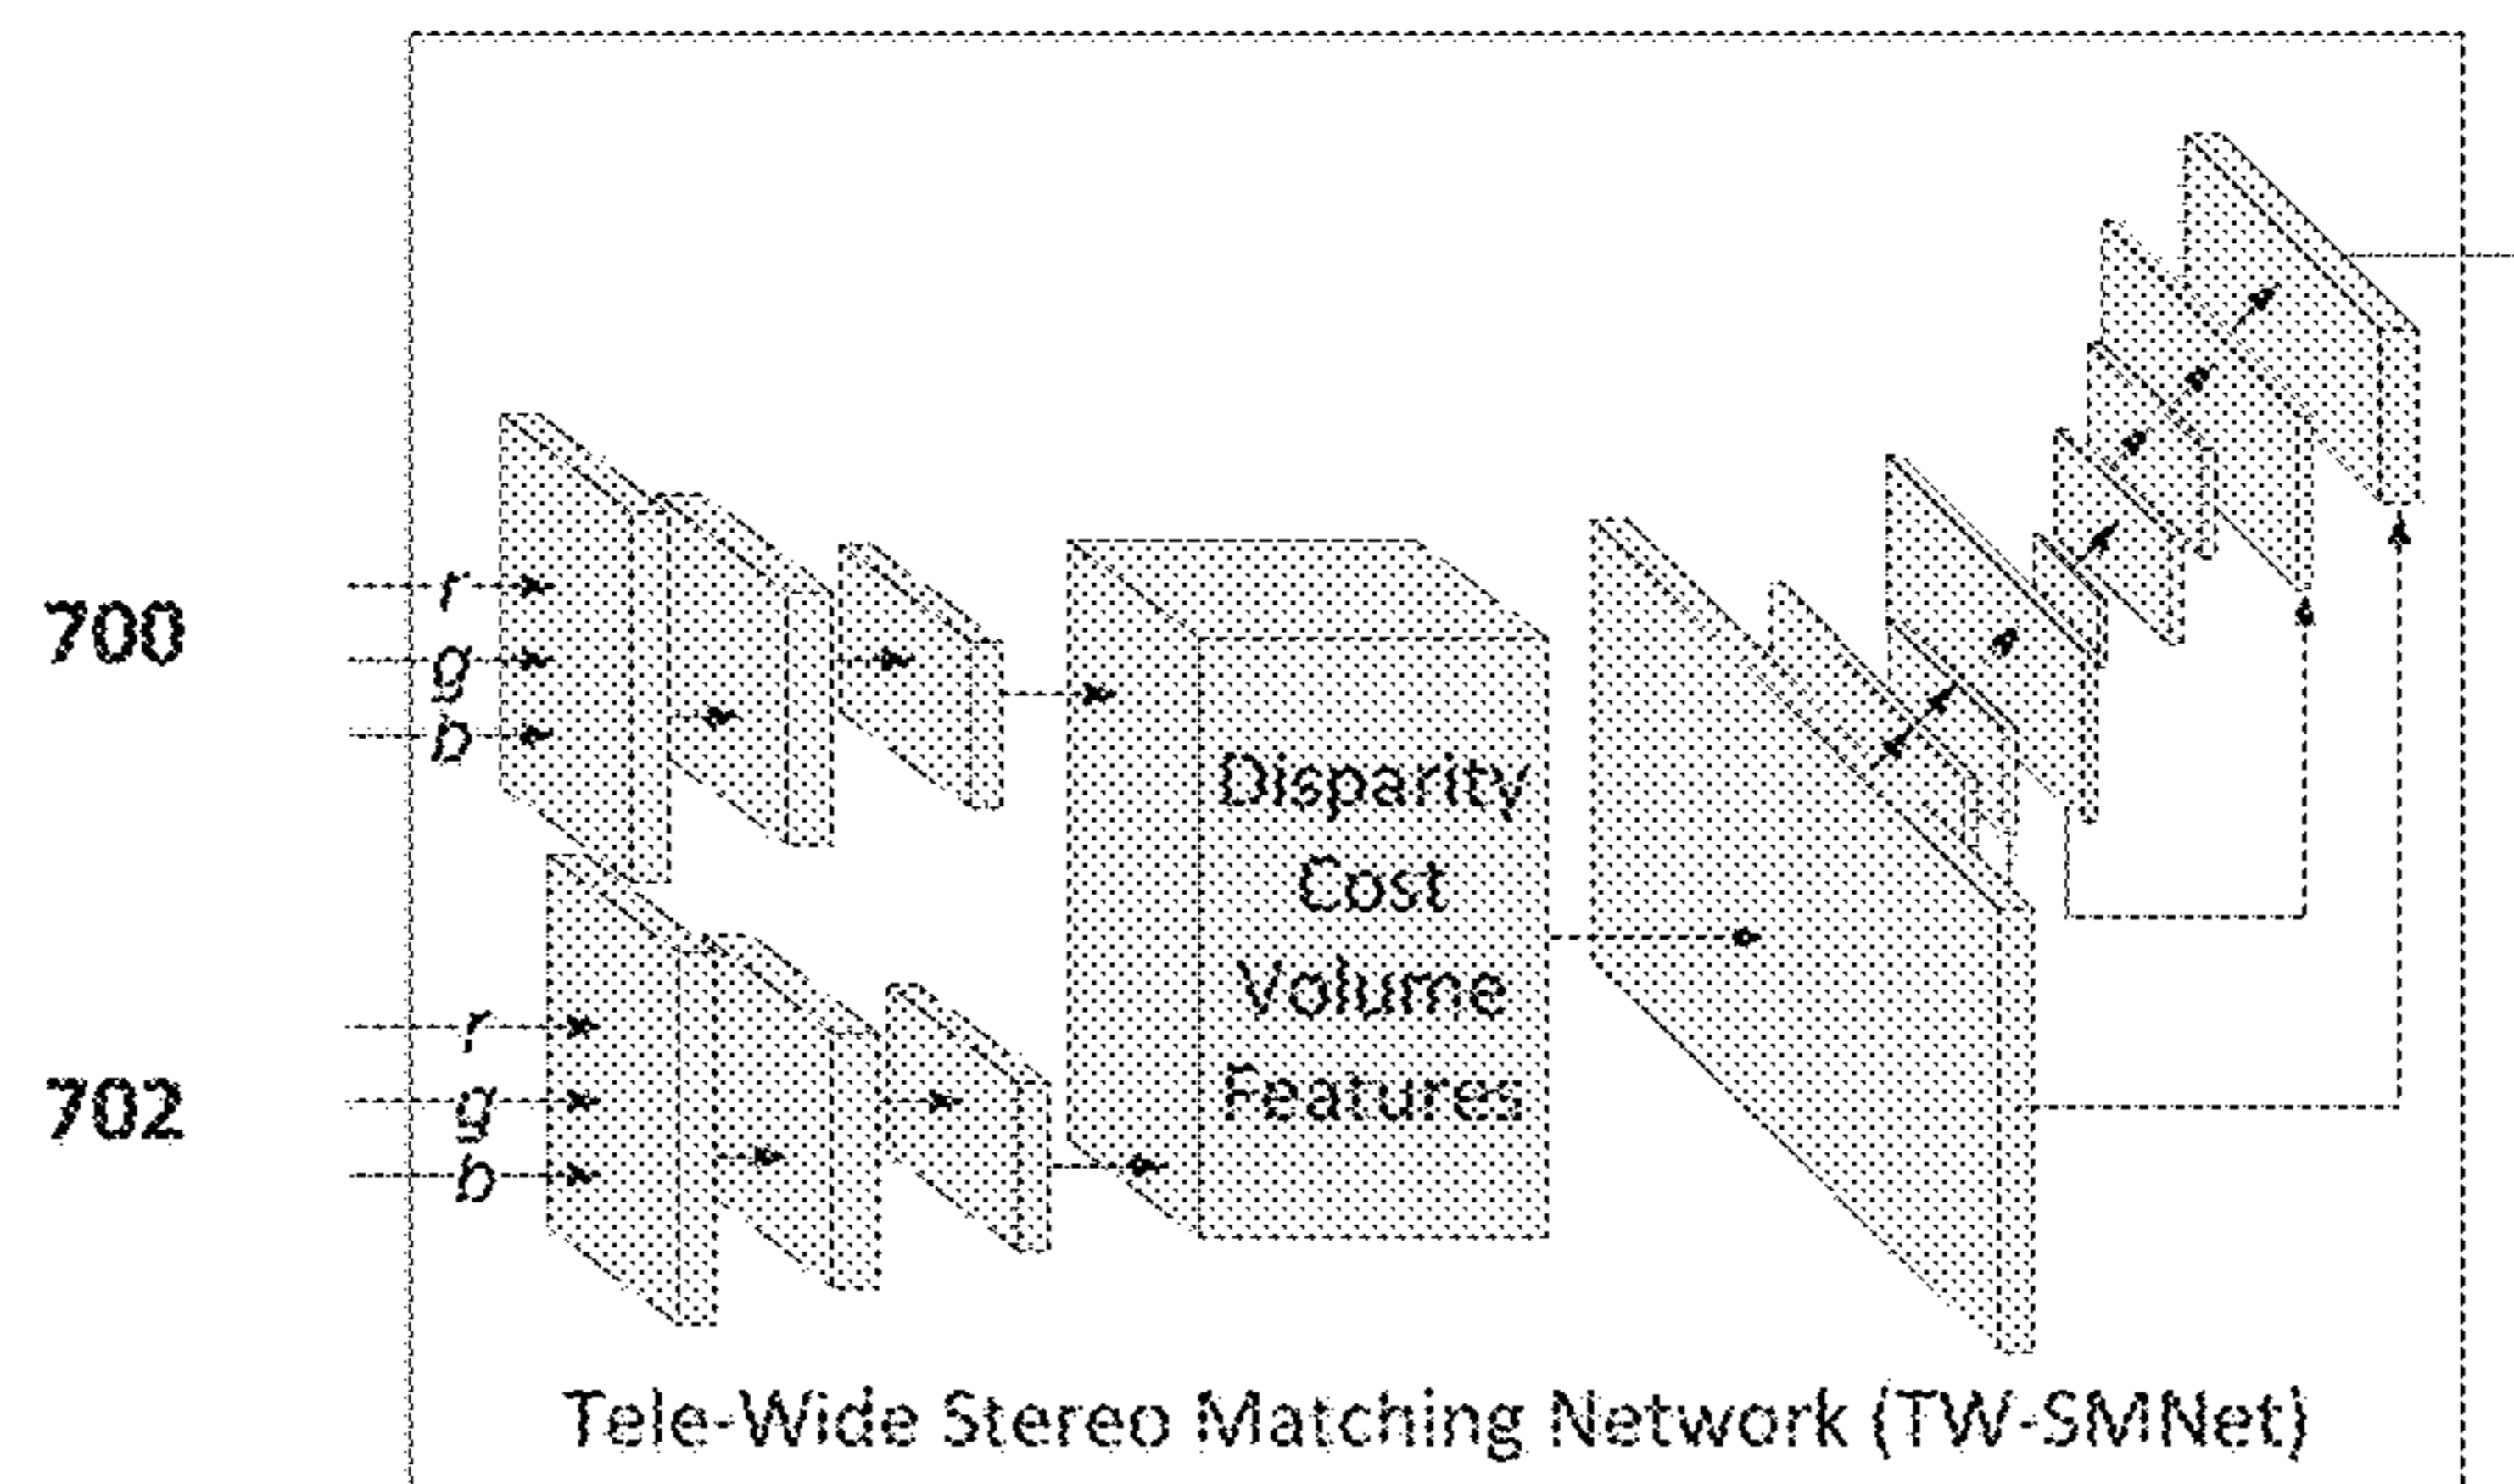 700
r
g
b
Disparity
Cost
Volume
Features
702
r
g
b
Tele-Wide Stereo Matching Network (TW-SMNet)